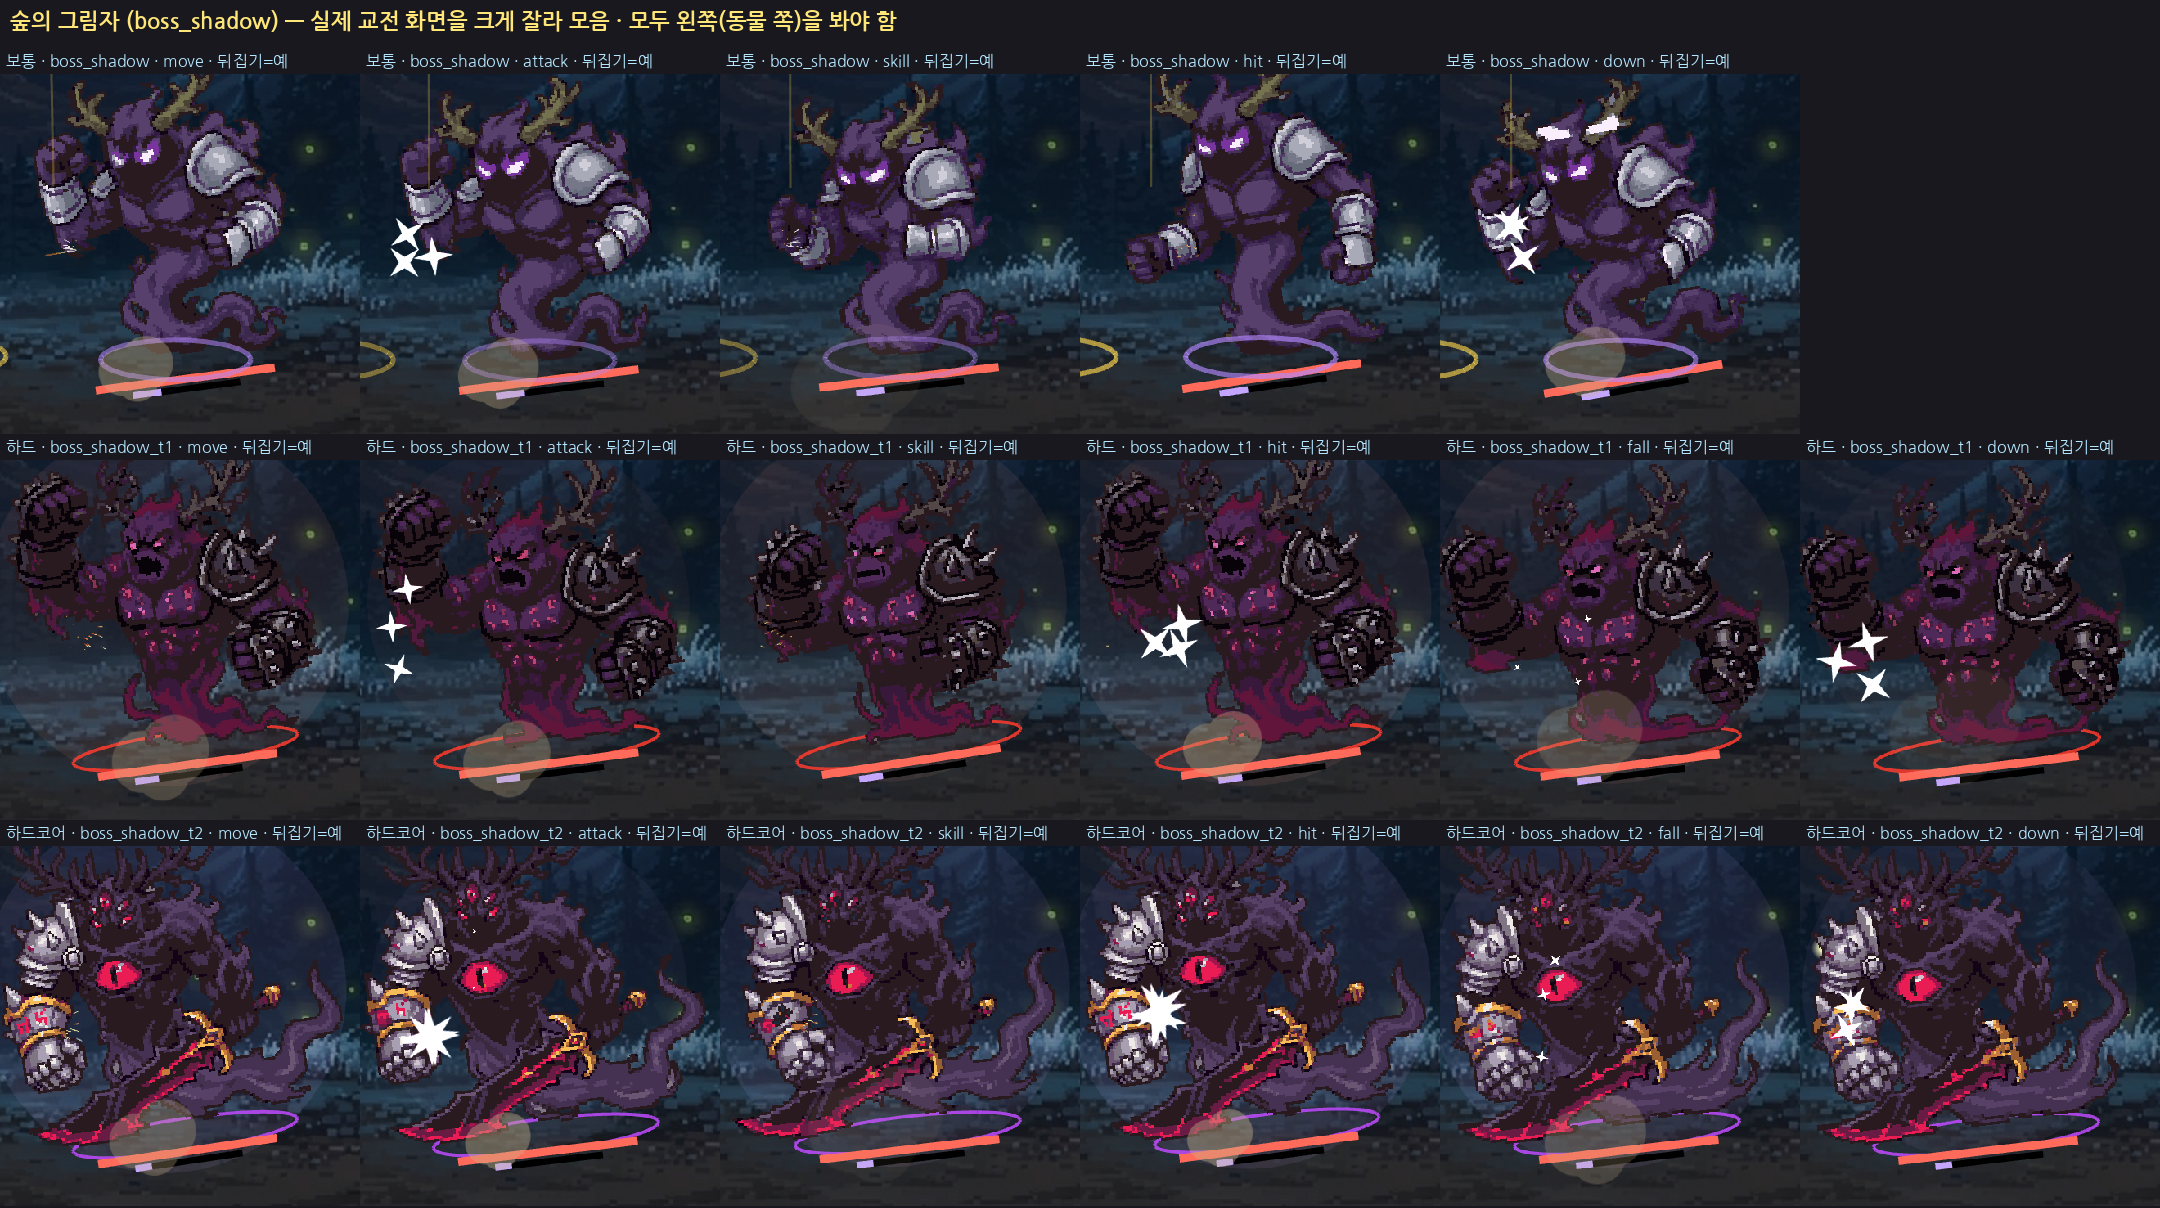 숲의 그림자 (boss_shadow) — 실제 교전 화면을 크게 잘라 모음 · 모두 왼쪽(동물 쪽)을 봐야 함
보통 · boss_shadow · move · 뒤집기=예
보통 · boss_shadow · attack · 뒤집기=예
보통 · boss_shadow · skill · 뒤집기=예
보통 · boss_shadow · hit · 뒤집기=예
보통 · boss_shadow · down · 뒤집기=예
하드 · boss_shadow_t1 · move · 뒤집기=예
하드 · boss_shadow_t1 · attack · 뒤집기=예
하드 · boss_shadow_t1 · skill · 뒤집기=예
하드 · boss_shadow_t1 · hit · 뒤집기=예
하드 · boss_shadow_t1 · fall · 뒤집기=예
하드 · boss_shadow_t1 · down · 뒤집기=예
하드코어 · boss_shadow_t2 · move · 뒤집기=예
하드코어 · boss_shadow_t2 · attack · 뒤집기=예
하드코어 · boss_shadow_t2 · skill · 뒤집기=예
하드코어 · boss_shadow_t2 · hit · 뒤집기=예
하드코어 · boss_shadow_t2 · fall · 뒤집기=예
하드코어 · boss_shadow_t2 · down · 뒤집기=예